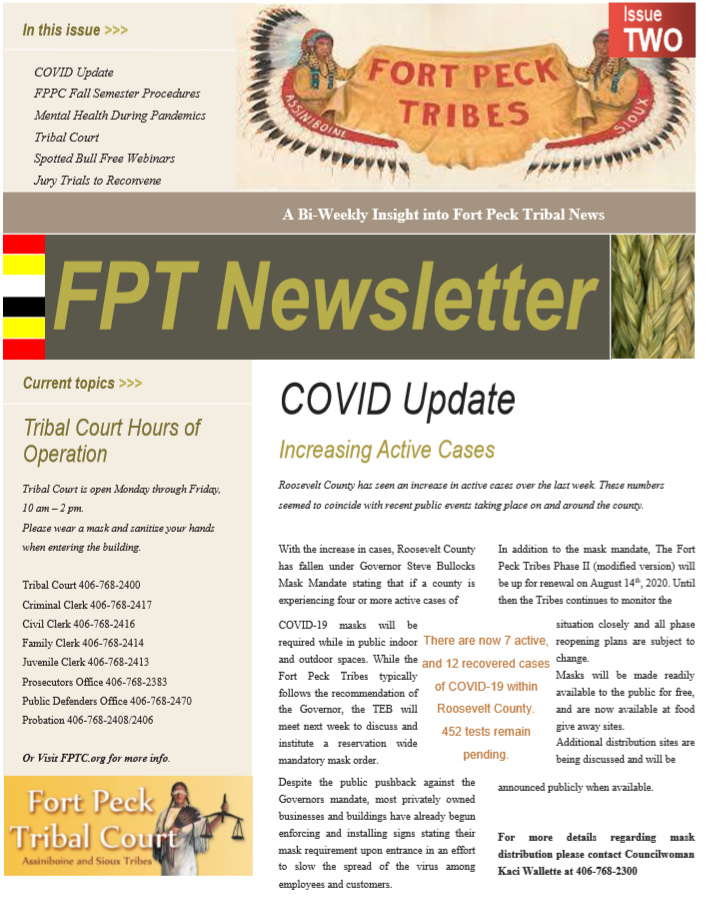 In this issue >>>
COVID Update
FPPC Fall Semester Procedures
Mental Health During Pandemics
Tribal Court
Spotted Bull Free Webinars
Jury Trials to Reconvene
Issue
TWO
FORT PECK
TRIBES
ASSINIBOINE
SIOUX
A Bi-Weekly Insight into Fort Peck Tribal News
FPT Newsletter
Current topics >>>
Tribal Court Hours of
Operation
Tribal Court is open Monday through Friday,
10 am – 2 pm.
Please wear a mask and sanitise your hands
when entering the building.
Tribal Court 406-768-2400
Criminal Clerk 406-768-2417
Civil Clerk 406-768-2416
Family Clerk 406-768-2414
Juvenile Clerk 406-768-2413
Prosecutors Office 406-768-2383
Public Defenders Office 406-768-2470
Probation 406-768-2408/2406
Or Visit FPTC.org for more info.
Fort Peck
Tribal Court
Assiniboine and Sioux Tribes
COVID Update
Increasing Active Cases
Roosevelt County has seen an increase in active cases over the last week. These numbers
seemed to coincide with recent public events taking place on and around the county.
With the increase in cases, Roosevelt County
has fallen under Governor Steve Bullocks
Mask Mandate stating that if a county is
experiencing four or more active cases of
COVID-19 masks will be
required while in public indoor
and outdoor spaces. While the
Fort Peck Tribes typically
follows the recommendation of
the Governor, the TEB will
meet next week to discuss and
institute a reservation wide
mandatory mask order.
Despite the public pushback against the
Governors mandate, most privately owned
businesses and buildings have already begun
enforcing and installing signs stating their
mask requirement upon entrance in an effort
to slow the spread of the virus among
employees and customers.
There are now 7 active,
and 12 recovered cases
of COVID-19 within
Roosevelt County.
452 tests remain
pending.
In addition to the mask mandate, The Fort
Peck Tribes Phase II (modified version) will
be up for renewal on August 14th, 2020. Until
then the Tribes continues to monitor the
situation closely and all phase
reopening plans are subject to
change.
Masks will be made readily
available to the public for free,
and are now available at food
give away sites.
Additional distribution sites are
being discussed and will be
announced publicly when available.
For more details regarding mask
distribution please contact Councilwoman
Kaci Wallette at 406-768-2300